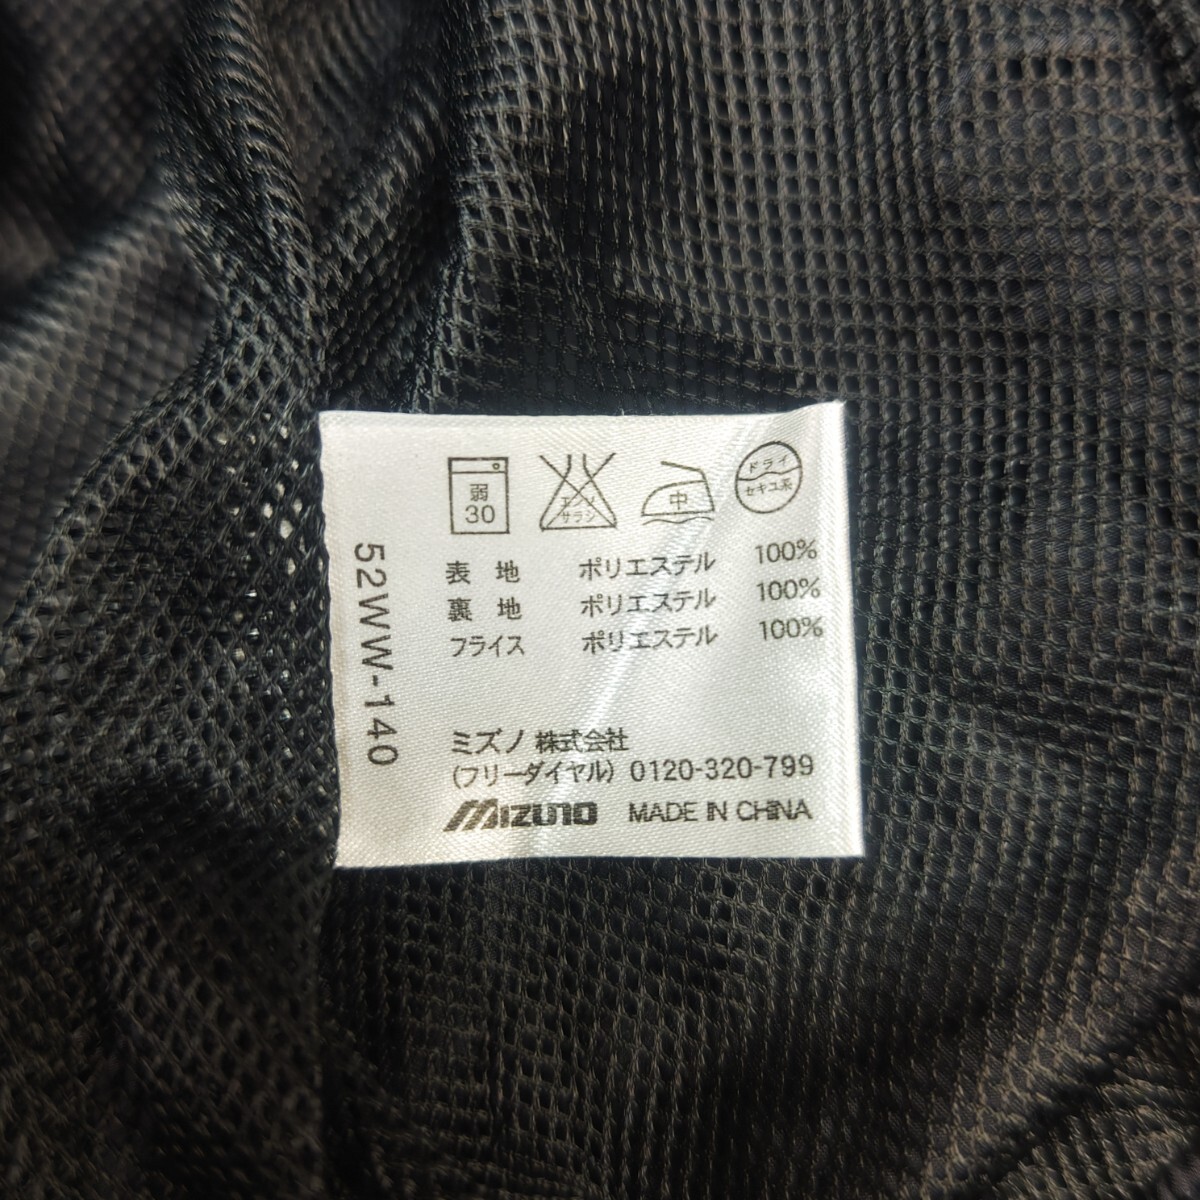 弱
30
エンソ
サラシ
中
ドライ
セキユ系
表 地 ポリエステル 100%
裏 地 ポリエステル 100%
フライス ポリエステル 100%
52WW-140
ミズノ 株式会社
(フリーダイヤル) 0120-320-799
MIZUNO MADE IN CHINA